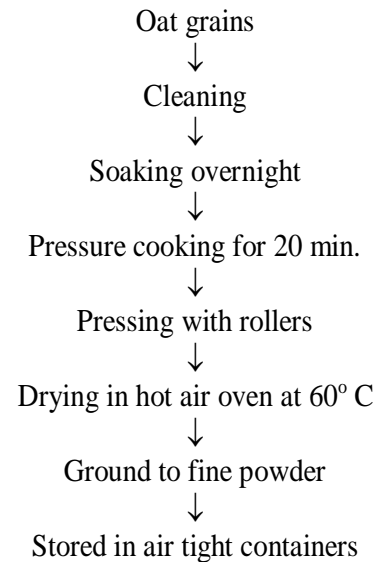 Oat grains
↓
Cleaning
↓
Soaking overnight
↓
Pressure cooking for 20 min.
↓
Pressing with rollers
↓
Drying in hot air oven at 60º C
↓
Ground to fine powder
↓
Stored in air tight containers